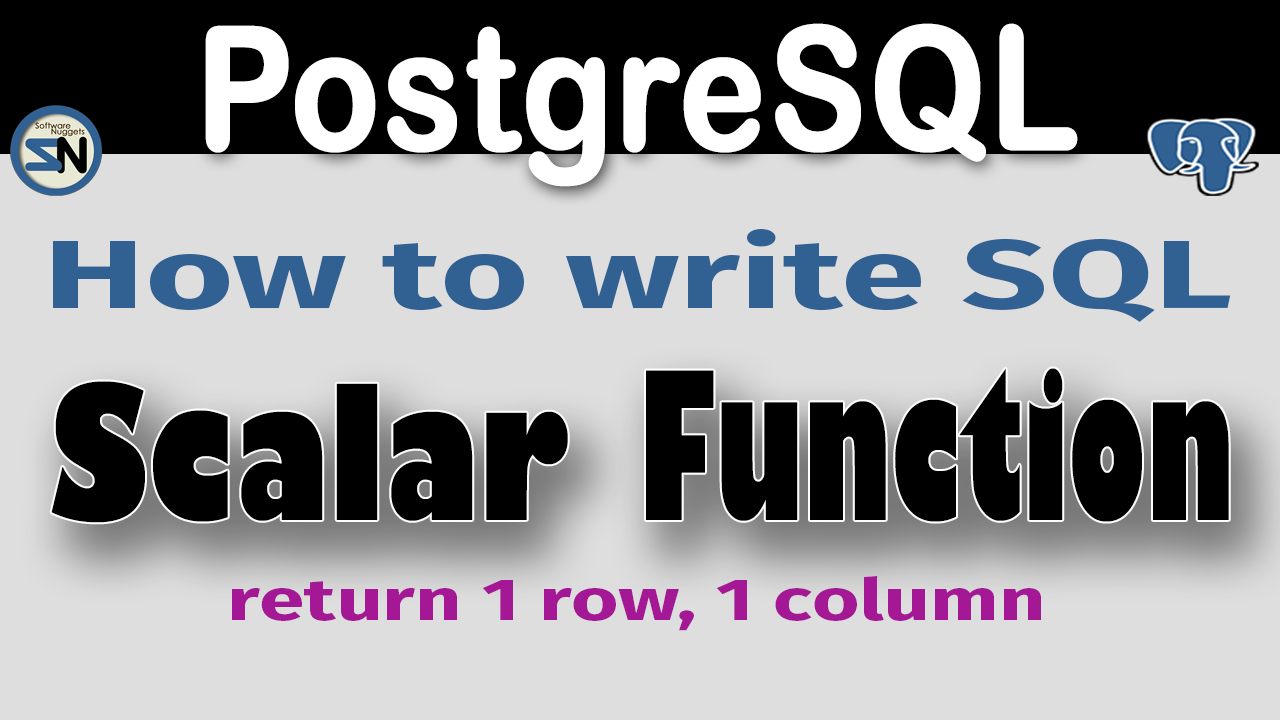 PostgreSQL
Software
Nuggets
SN
How to write SQL
Scalar Function
return 1 row, 1 column